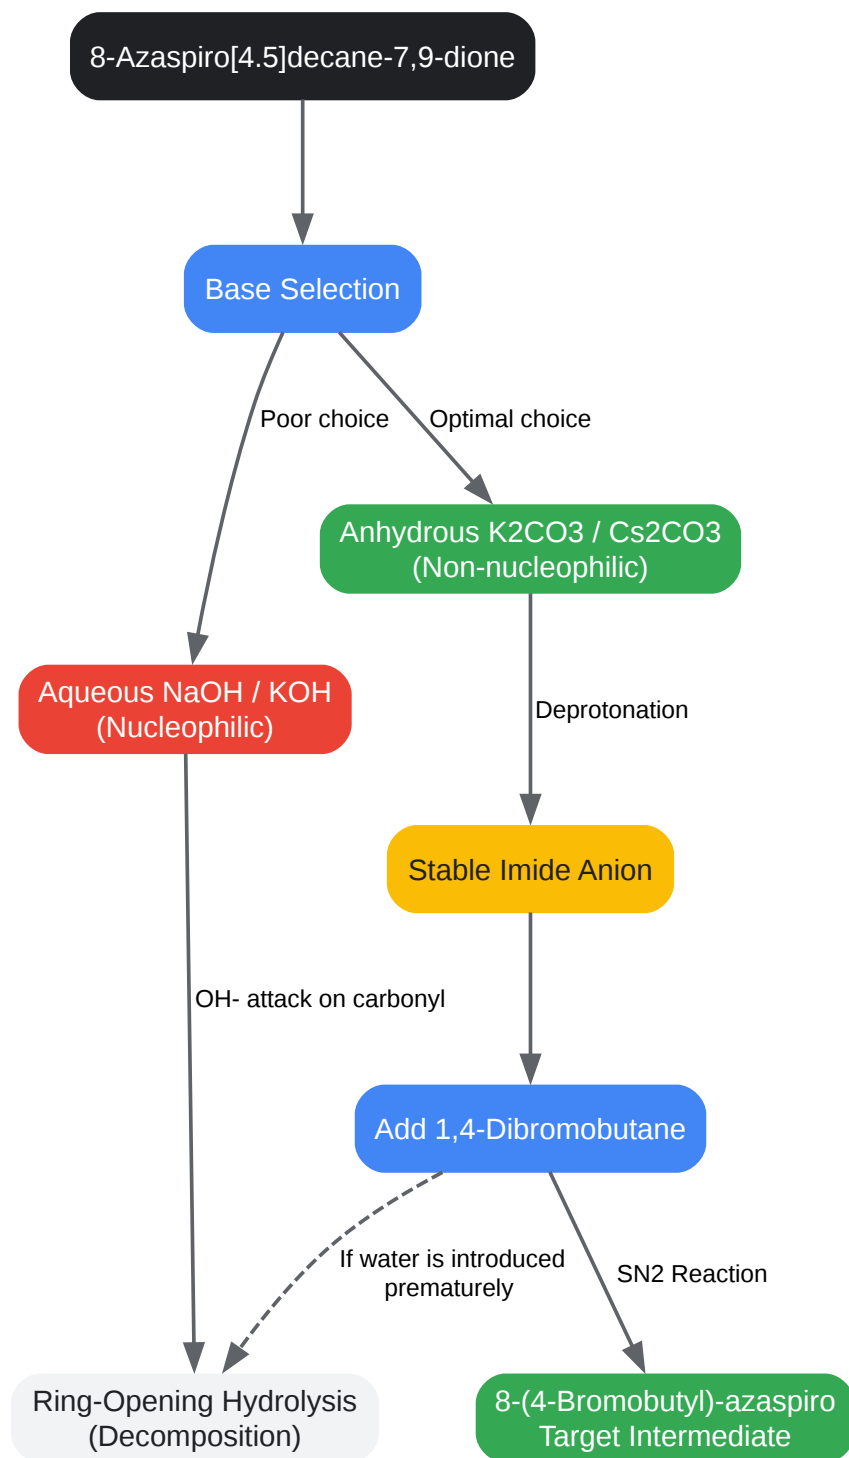 8-Azaspiro[4.5]decane-7,9-dione
Base Selection
Poor choice
Optimal choice
Anhydrous K2CO3 / Cs2CO3
(Non-nucleophilic)
Aqueous NaOH / KOH
(Nucleophilic)
Deprotonation
Stable Imide Anion
OH- attack on carbonyl
Add 1,4-Dibromobutane
If water is introduced
prematurely
SN2 Reaction
Ring-Opening Hydrolysis
(Decomposition)
8-(4-Bromobutyl)-azaspiro
Target Intermediate